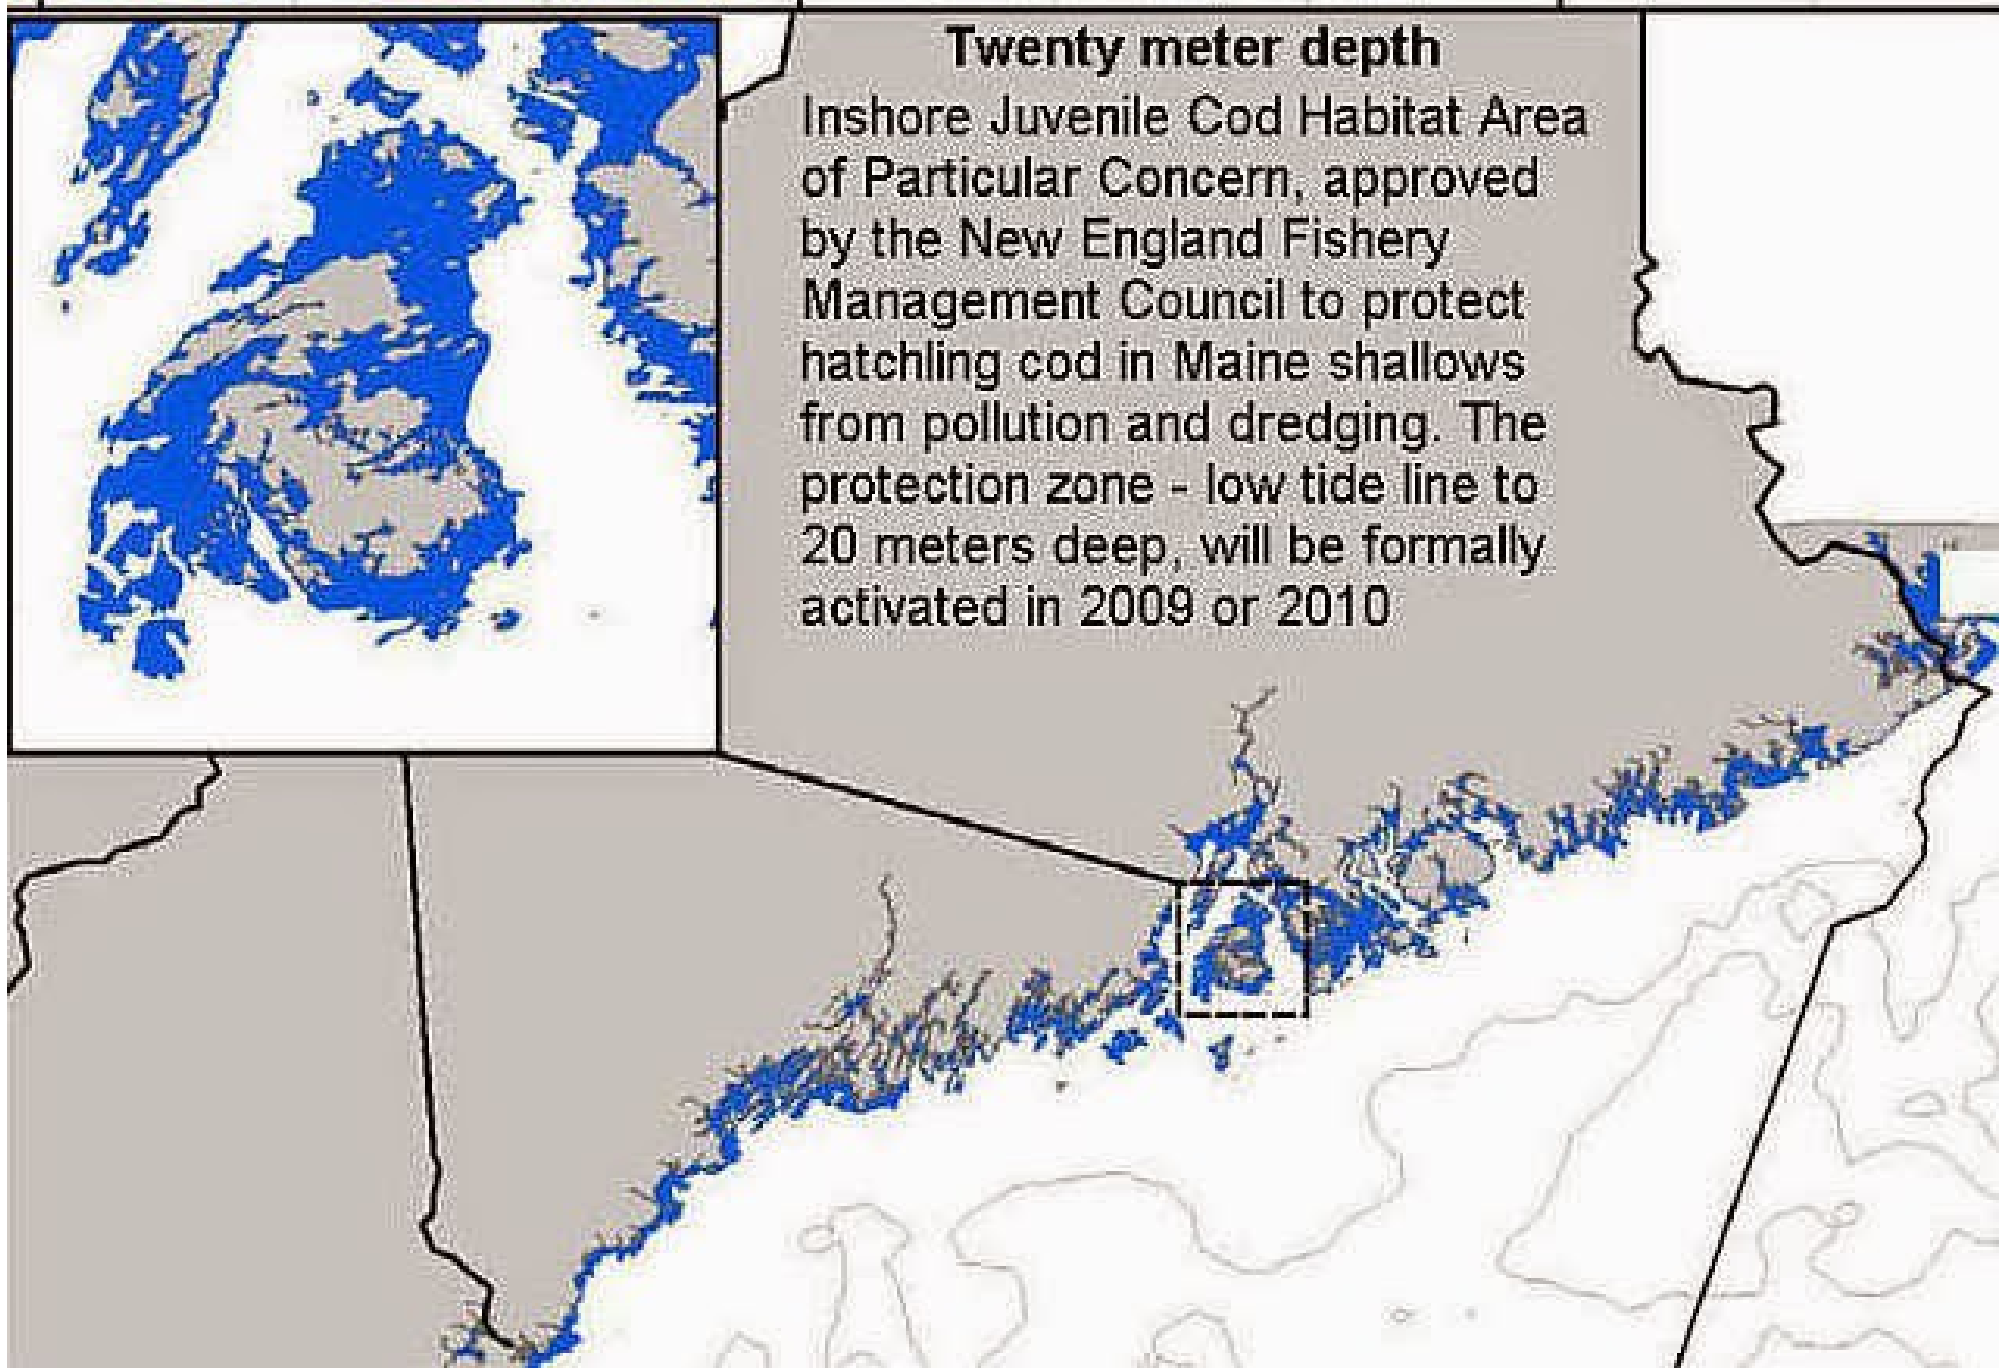 Twenty meter depth
Inshore Juvenile Cod Habitat Area
of Particular Concern, approved
by the New England Fishery
Management Council to protect
hatchling cod in Maine shallows
from pollution and dredging. The
protection zone - low tide line to
20 meters deep, will be formally
activated in 2009 or 2010